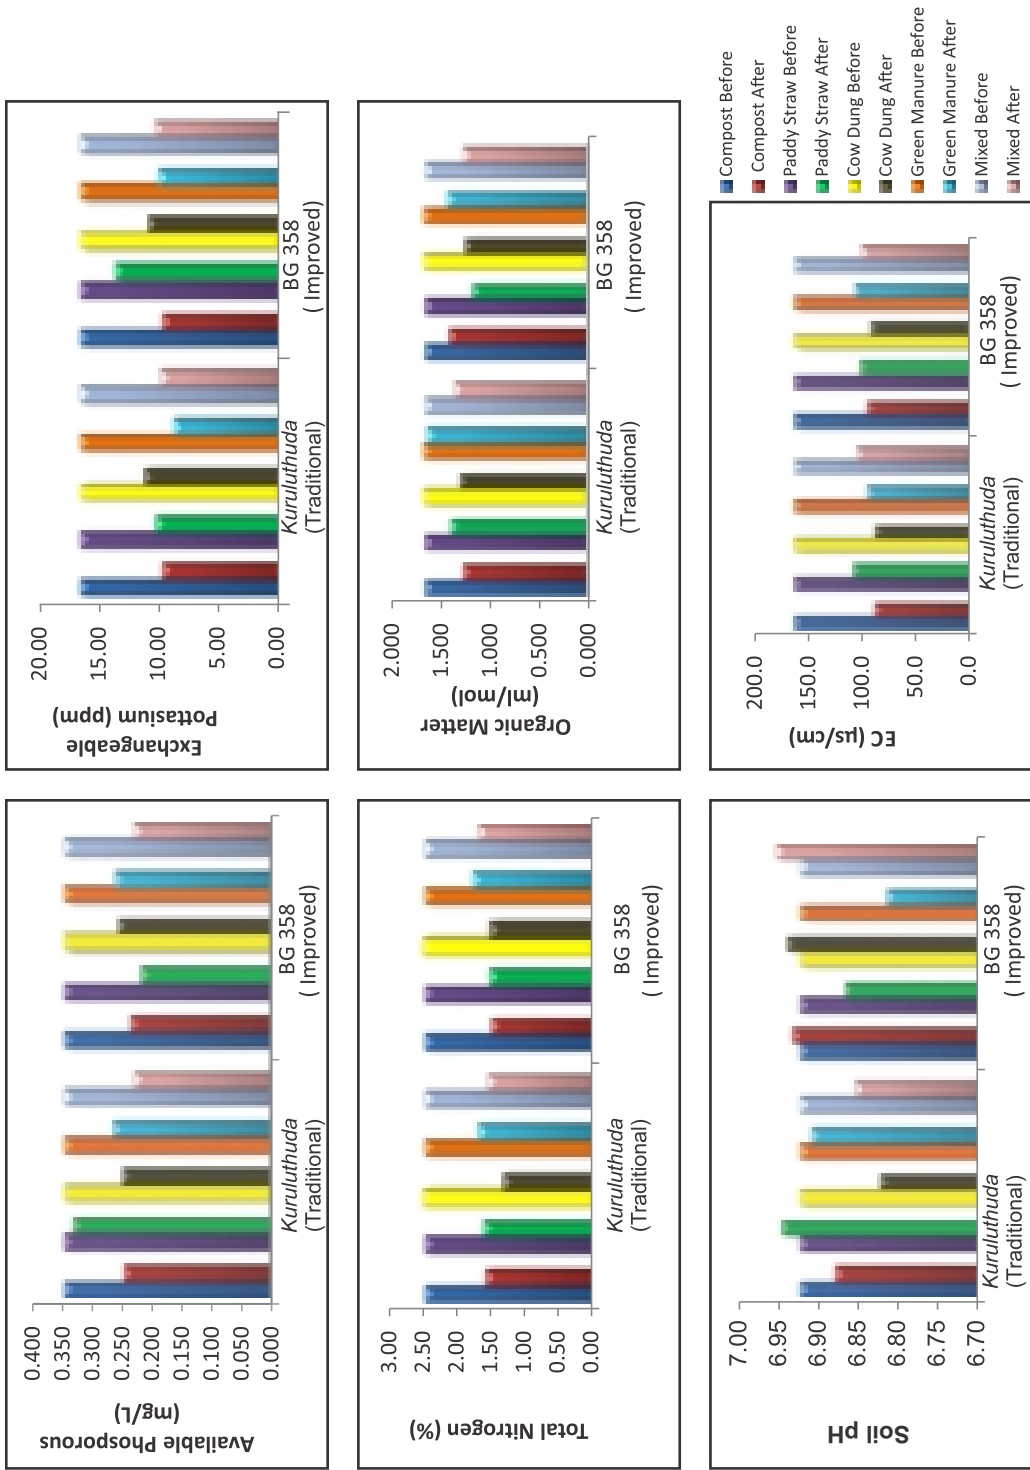 Available Phosporous
(mg/L)
0.400
0.350
0.300
0.250
0.200
0.150
0.100
0.050
0.000
Kuruluthuda
(Traditional)
BG 358
( Improved)
Exchangeable
Pottasium (ppm)
20.00
15.00
10.00
5.00
0.00
Kuruluthuda
(Traditional)
BG 358
( Improved)
Total Nitrogen (%)
3.00
2.50
2.00
1.50
1.00
0.50
0.00
Kuruluthuda
(Traditional)
BG 358
( Improved)
Organic Matter
(ml/mol)
2.000
1.500
1.000
0.500
0.000
Kuruluthuda
(Traditional)
BG 358
( Improved)
Soil pH
7.00
6.95
6.90
6.85
6.80
6.75
6.70
Kuruluthuda
(Traditional)
BG 358
( Improved)
EC (µs/cm)
200.0
150.0
100.0
50.0
0.0
Kuruluthuda
(Traditional)
BG 358
( Improved)
Compost Before
Compost After
Paddy Straw Before
Paddy Straw After
Cow Dung Before
Cow Dung After
Green Manure Before
Green Manure After
Mixed Before
Mixed After